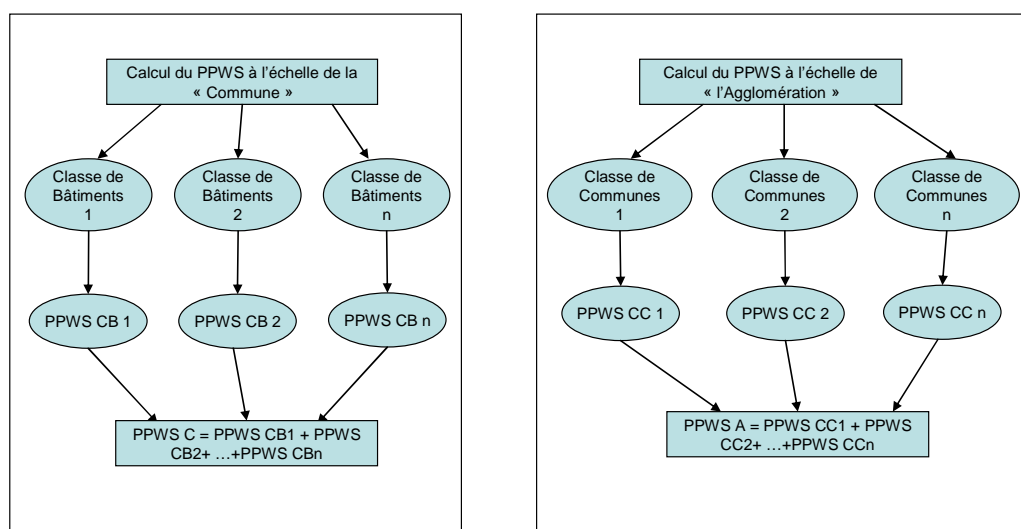 Calcul du PPWS à l'échelle de la
« Commune »
Classe de
Bâtiments
1
Classe de
Bâtiments
2
Classe de
Bâtiments
n
PPWS CB 1
PPWS CB 2
PPWS CB n
PPWS C = PPWS CB1 + PPWS
CB2+ …+PPWS CBn
Calcul du PPWS à l'échelle de
« l'Agglomération »
Classe de
Communes
1
Classe de
Communes
2
Classe de
Communes
n
PPWS CC 1
PPWS CC 2
PPWS CC n
PPWS A = PPWS CC1 + PPWS
CC2+ …+PPWS CCn